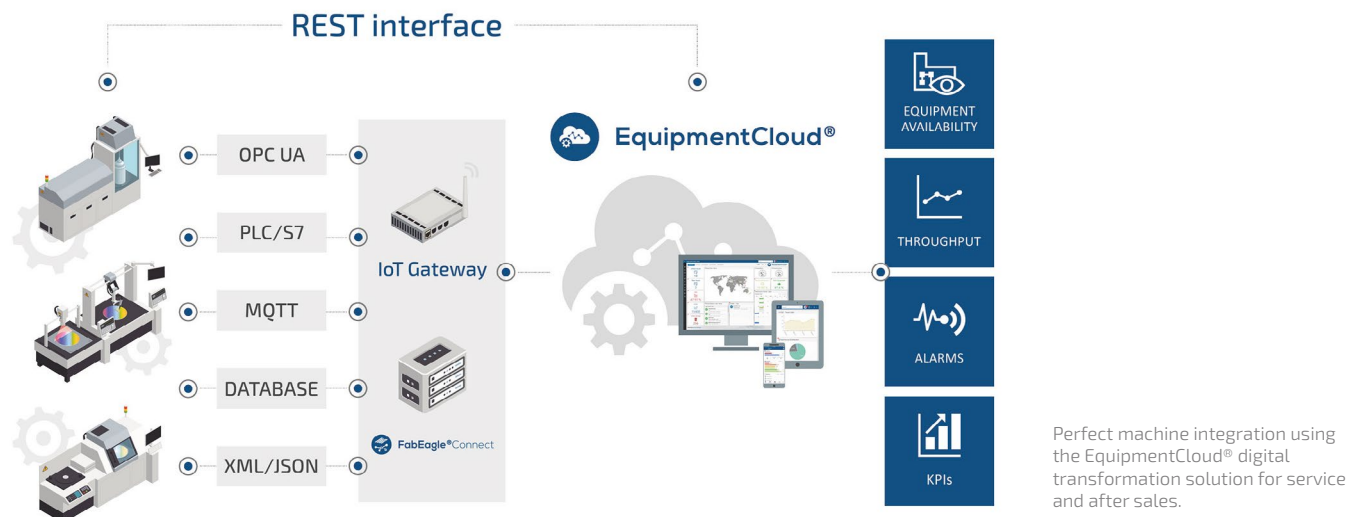 REST interface
OPC UA
PLC/S7
MQTT
DATABASE
XML/JSON
IoT Gateway
FabEagle®Connect
EquipmentCloud®
EQUIPMENT
AVAILABILITY
THROUGHPUT
ALARMS
KPIs
Perfect machine integration using
the EquipmentCloud® digital
transformation solution for service
and after sales.